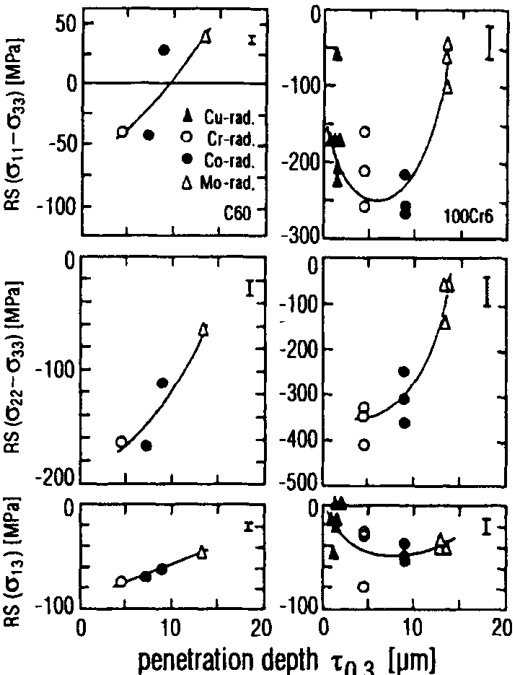 RS (σ11−σ33) [MPa]
50
0
-50
-100
Cu-rad.
Cr-rad.
Co-rad.
Mo-rad.
C60
0
-100
-200
-300
100Cr6
RS (σ22−σ33) [MPa]
0
-100
-200
0
-100
-200
-300
-400
-500
RS (σ13) [MPa]
0
-100
0
-100
0 10 20
0 5 10 15 20
penetration depth τ0,3 [µm]